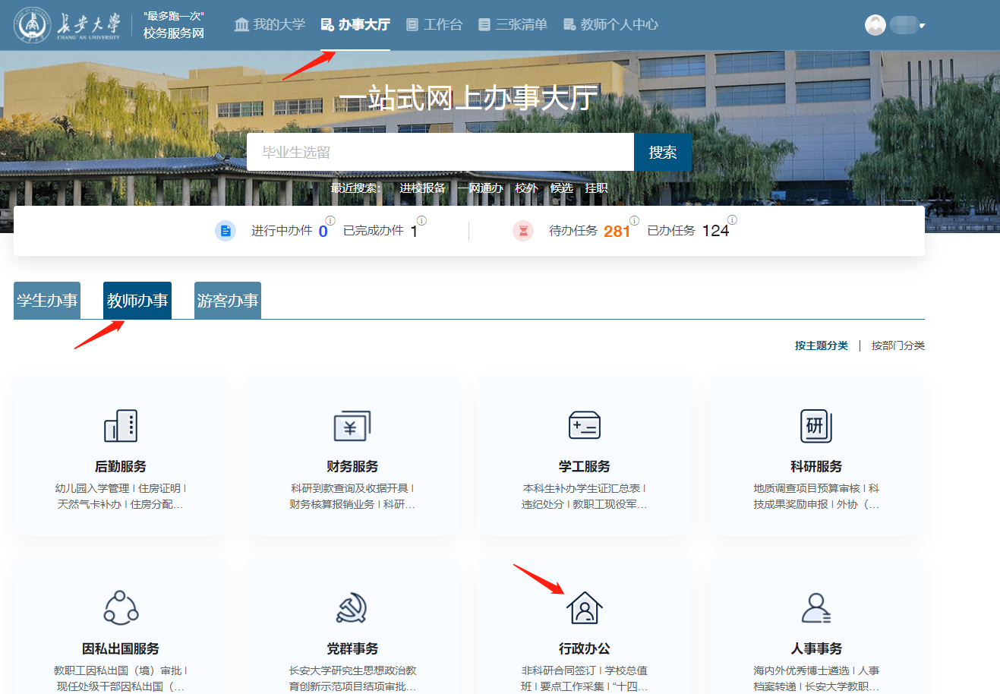 长安大学
CHANG'AN UNIVERSITY
"最多跑一次"
校务服务网
我的大学
办事大厅
工作台
三张清单
教师个人中心
一站式网上办事大厅
毕业生选留
搜索
最近搜索： 进校报备 一网通办 校外 候选 挂职
进行中办件 0 已完成办件 1 待办任务 281 已办任务 124
学生办事
教师办事
游客办事
按主题分类 | 按部门分类
后勤服务
幼儿园入学管理 | 住房证明 |
天然气卡补办 | 住房分配...
¥
财务服务
科研到款查询及收据开具 |
财务核算报销业务 | 科研...
学工服务
本科生补办学生证汇总表 |
违纪处分 | 教职工现役军...
研
科研服务
地质调查项目预算审核 | 科
技成果奖励申报 | 外协（...
因私出国服务
教职工因私出国（境）审批 |
现任处级干部因私出国（...
党群事务
长安大学研究生思想政治教
育创新示范项目结项审批...
行政办公
非科研合同签订 | 学校总值
班 | 要点工作采集 | “十四...
人事事务
海内外优秀博士遴选 | 人事
档案转递 | 长安大学教职...